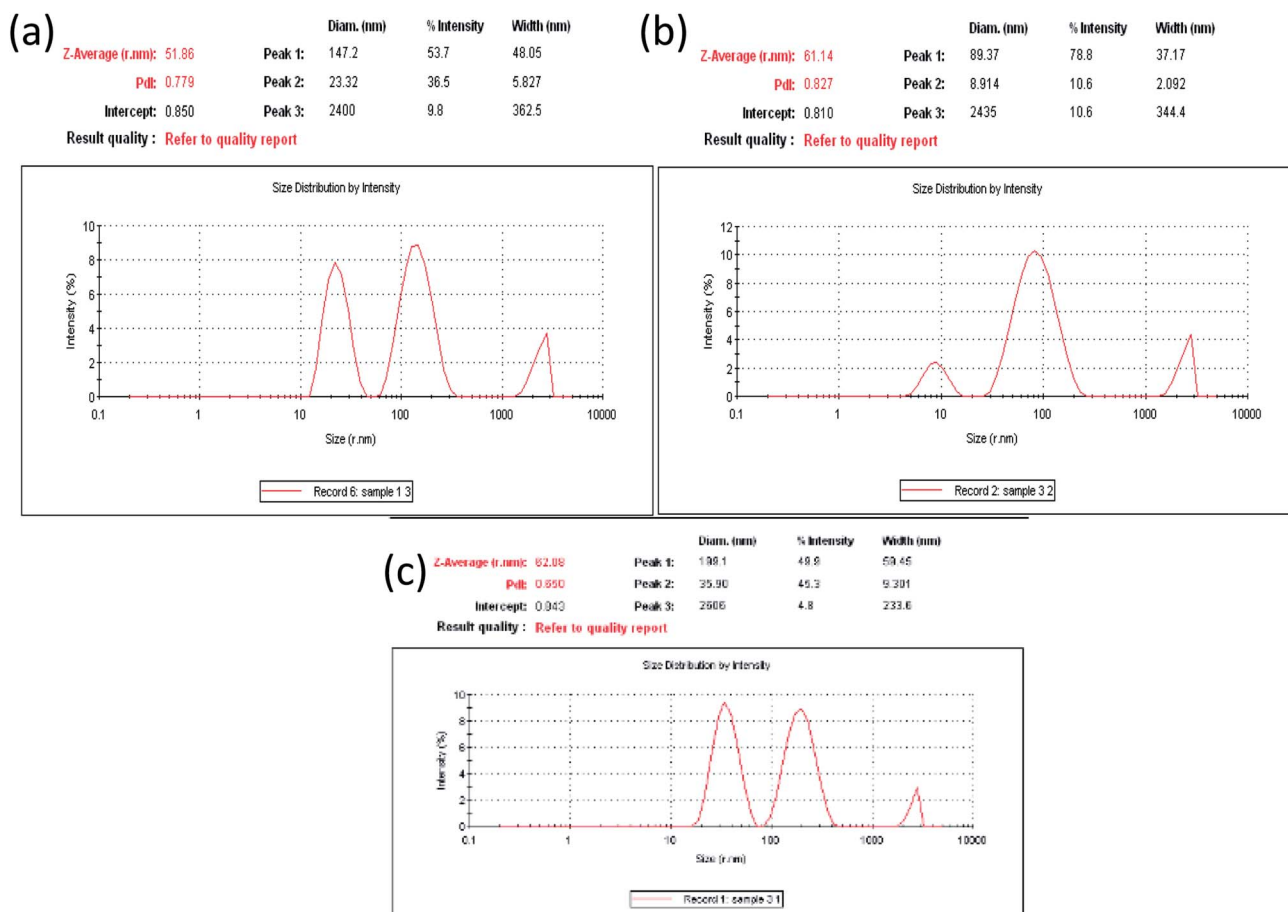 (a)
Diam. (nm) % Intensity Width (nm)
Z-Average (r.nm): 51.86 Peak 1: 147.2 53.7 48.05
PdI: 0.779 Peak 2: 23.32 36.5 5.827
Intercept: 0.850 Peak 3: 2400 9.8 362.5
Result quality : Refer to quality report
Size Distribution by Intensity
Intensity (%)
10
8
6
4
2
0
0.1 1 10 100 1000 10000
Size (r.nm)
Record 6: sample 1 3
(b)
Diam. (nm) % Intensity Width (nm)
Z-Average (r.nm): 61.14 Peak 1: 89.37 78.8 37.17
PdI: 0.827 Peak 2: 8.914 10.6 2.092
Intercept: 0.810 Peak 3: 2435 10.6 344.4
Result quality : Refer to quality report
Size Distribution by Intensity
Intensity (%)
12
10
8
6
4
2
0
0.1 1 10 100 1000 10000
Size (r.nm)
Record 2: sample 3 2
(c)
Diam. (nm) % Intensity Width (nm)
Z-Average (r.nm): 62.08 Peak 1: 49.9
PdI: 0.650 Peak 2: 35.90 45.3 9.301
Intercept: Peak 3: 2606 4.8 233.6
Result quality : Refer to quality report
Size Distribution by Intensity
Intensity (%)
10
8
6
4
2
0
0.1 1 10 100 1000 10000
Size (r.nm)
Record 1: sample 3 1